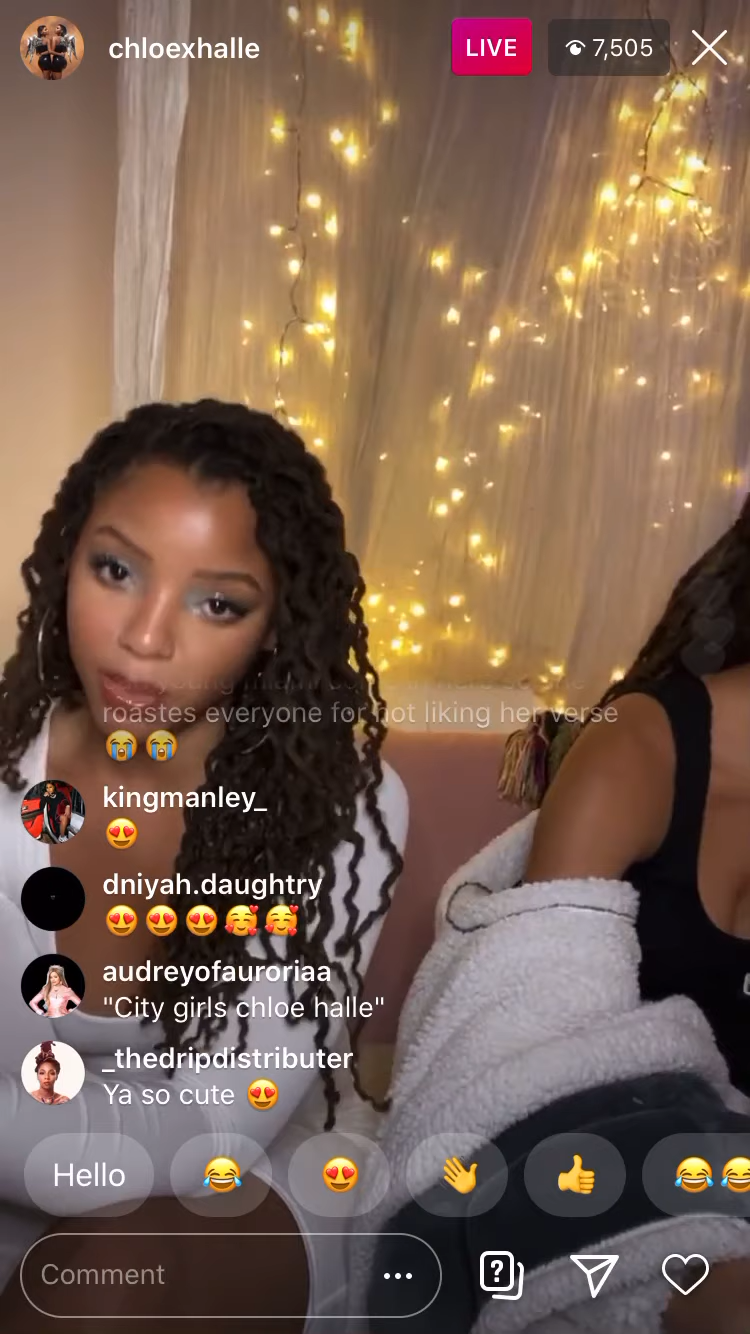 chloexhalle
LIVE
7,505
roastes everyone for not liking her verse
😭😭
kingmanley_
😍
dniyah.daughtry
😍😍😍🥰🥰
audreyofauroriaa
"City girls chloe halle"
_thedripdistributer
Ya so cute 😍
Hello
Comment